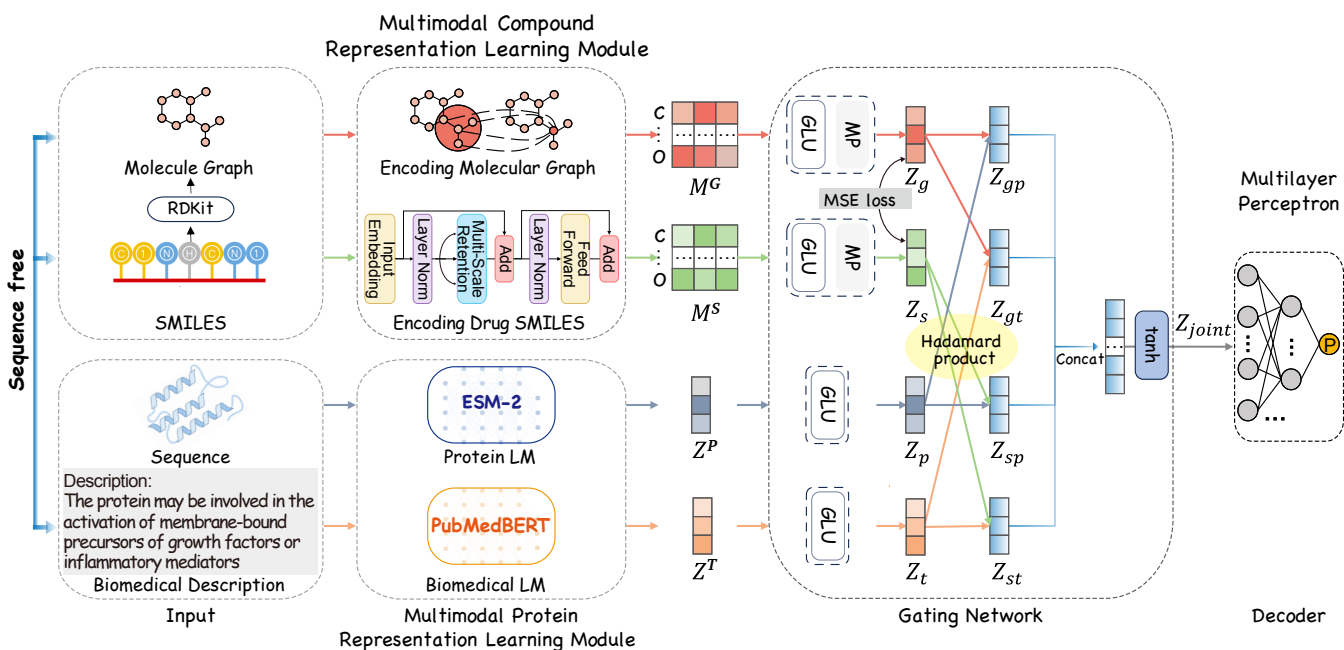 Multimodal Compound
Representation Learning Module
Sequence free
Molecule Graph
RDKit
C 1 N H C N 1
SMILES
Encoding Molecular Graph
Input
Embedding
Layer Norm
Multi-Scale
Retention
Add
Layer Norm
Feed
Forward
Add
Encoding Drug SMILES
C
O
M^G
C
O
M^S
GLU
MP
GLU
MP
Z_g
MSE loss
Z_s
Z_gp
Z_gt
Hadamard
product
Sequence
Description:
The protein may be involved in the
activation of membrane-bound
precursors of growth factors or
inflammatory mediators
Biomedical Description
Input
ESM-2
Protein LM
PubMedBERT
Biomedical LM
Multimodal Protein
Representation Learning Module
Z^P
Z^T
GLU
GLU
Z_p
Z_t
Z_sp
Z_st
Gating Network
Concat
tanh
Z_joint
Multilayer
Perceptron
P
Decoder